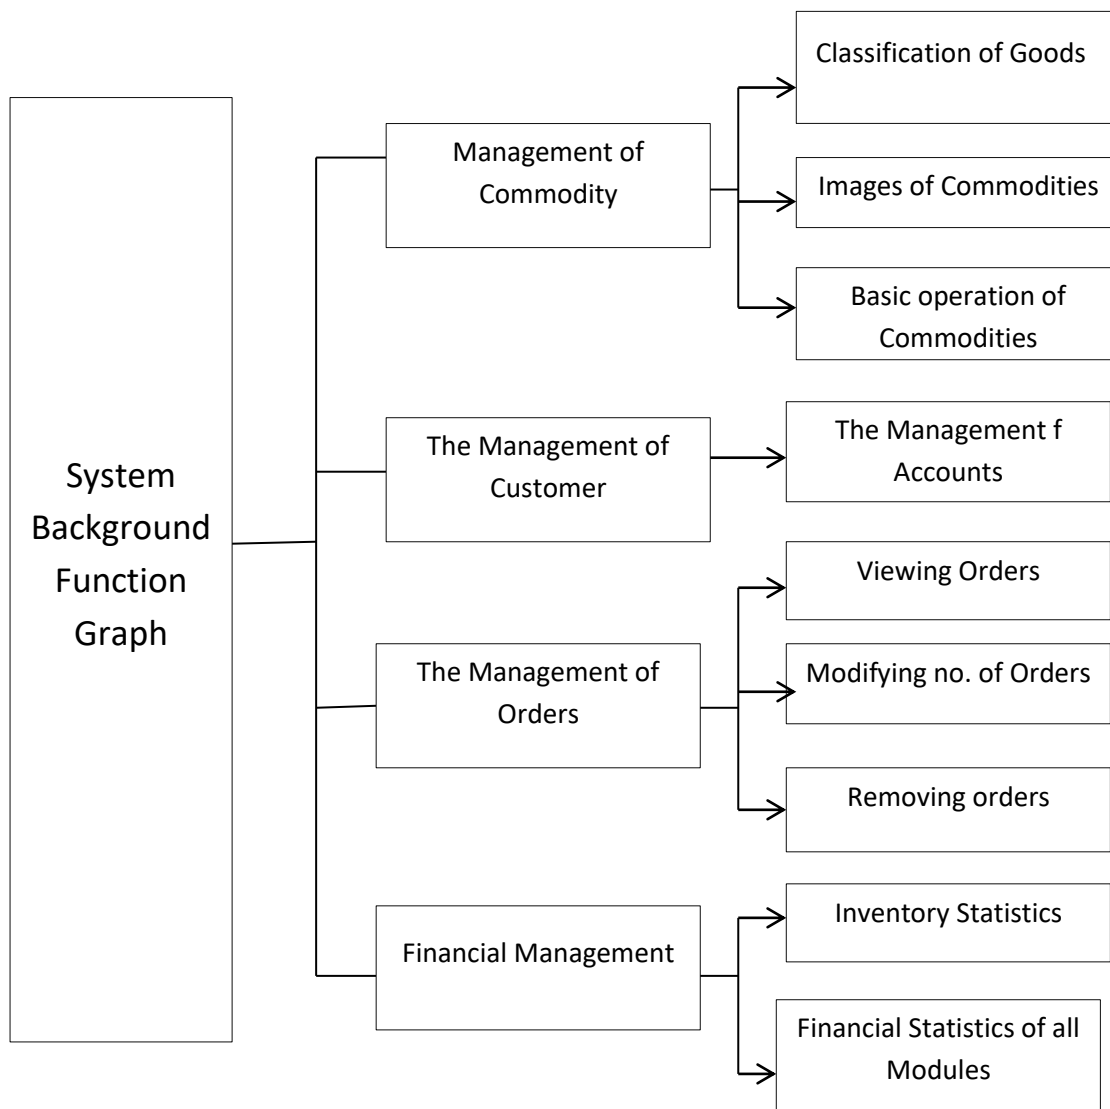 System
Background
Function
Graph
Management of
Commodity
Classification of Goods
Images of Commodities
Basic operation of
Commodities
The Management of
Customer
The Management f
Accounts
The Management of
Orders
Viewing Orders
Modifying no. of Orders
Removing orders
Financial Management
Inventory Statistics
Financial Statistics of all
Modules